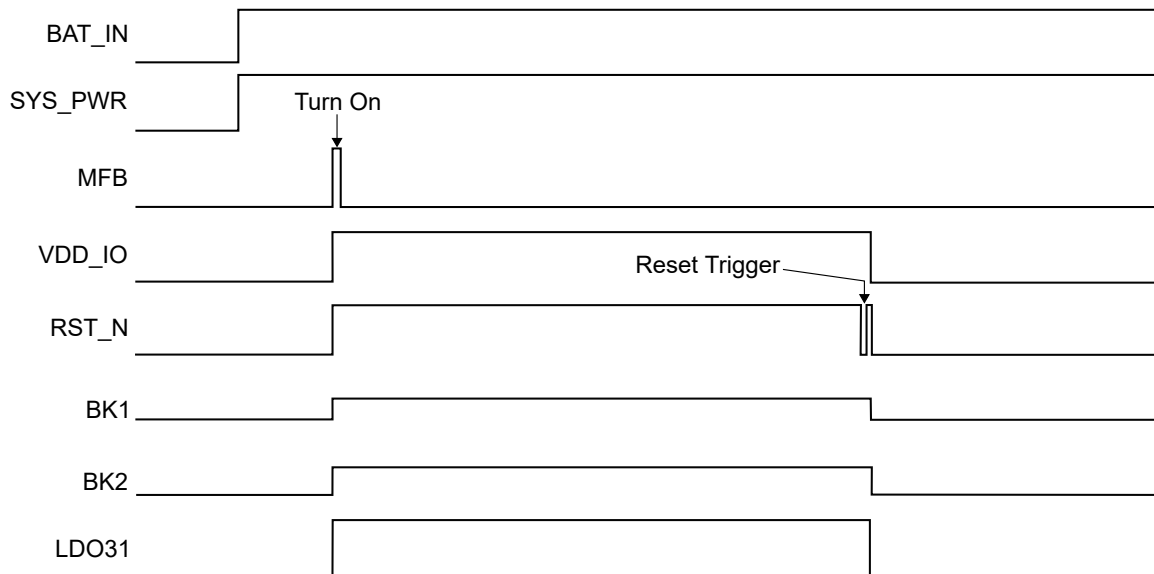 BAT_IN
SYS_PWR
Turn On
MFB
VDD_IO
Reset Trigger
RST_N
BK1
BK2
LDO31